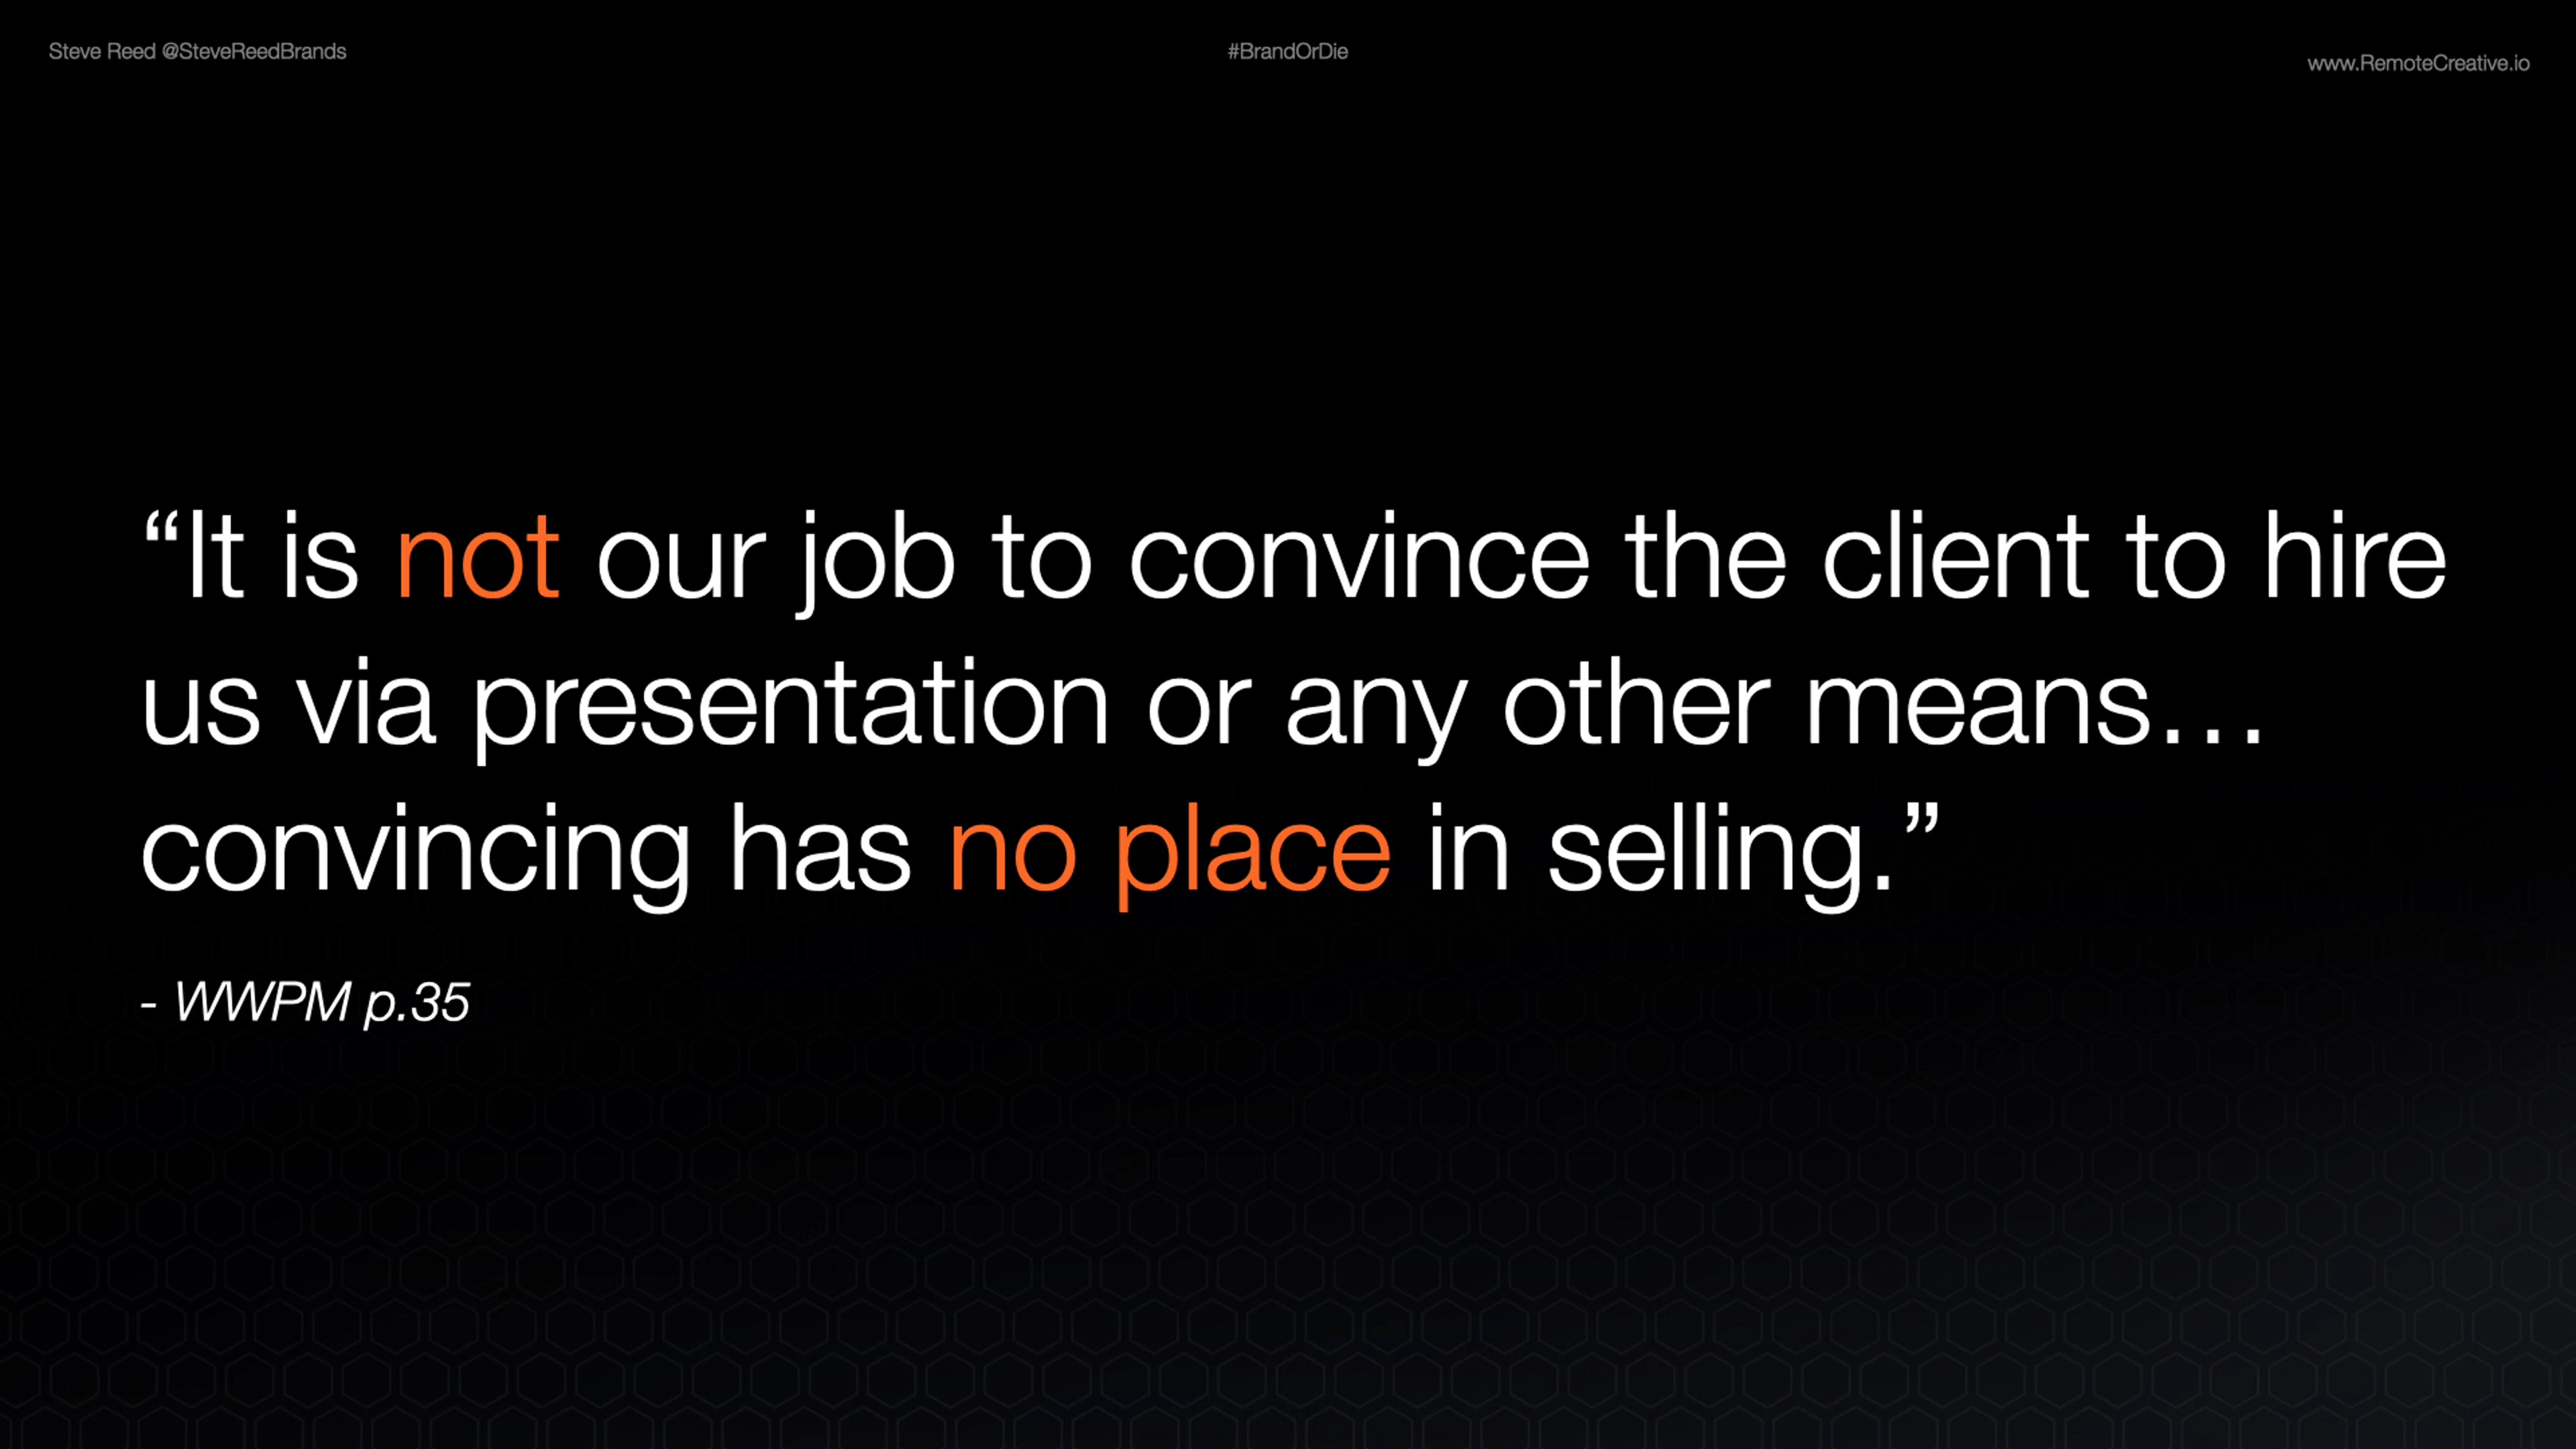 Steve Reed @SteveReedBrands
#BrandOrDie
www.RemoteCreative.io
“It is not our job to convince the client to hire
us via presentation or any other means…
convincing has no place in selling.”
- WWPM p.35